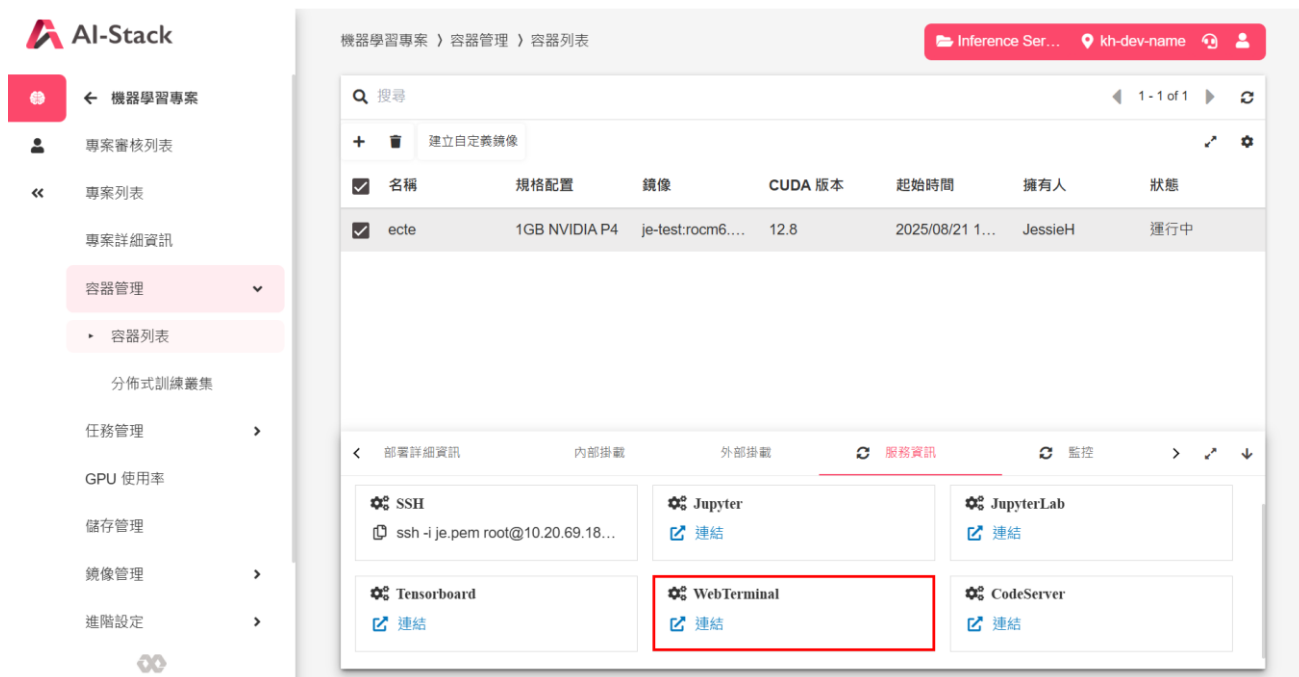 AI-Stack
機器學習專案 》容器管理 》容器列表
Inference Ser... kh-dev-name
機器學習專案
專案審核列表
專案列表
專案詳細資訊
容器管理
容器列表
分佈式訓練叢集
任務管理
GPU 使用率
儲存管理
鏡像管理
進階設定
搜尋
1 - 1 of 1
建立自定義鏡像
名稱 規格配置 鏡像 CUDA 版本 起始時間 擁有人 狀態
ecte 1GB NVIDIA P4 je-test:rocm6.... 12.8 2025/08/21 1... JessieH 運行中
部署詳細資訊 內部掛載 外部掛載 服務資訊 監控
SSH Jupyter JupyterLab
ssh -i je.pem root@10.20.69.18... 連結 連結
Tensorboard WebTerminal CodeServer
連結 連結 連結